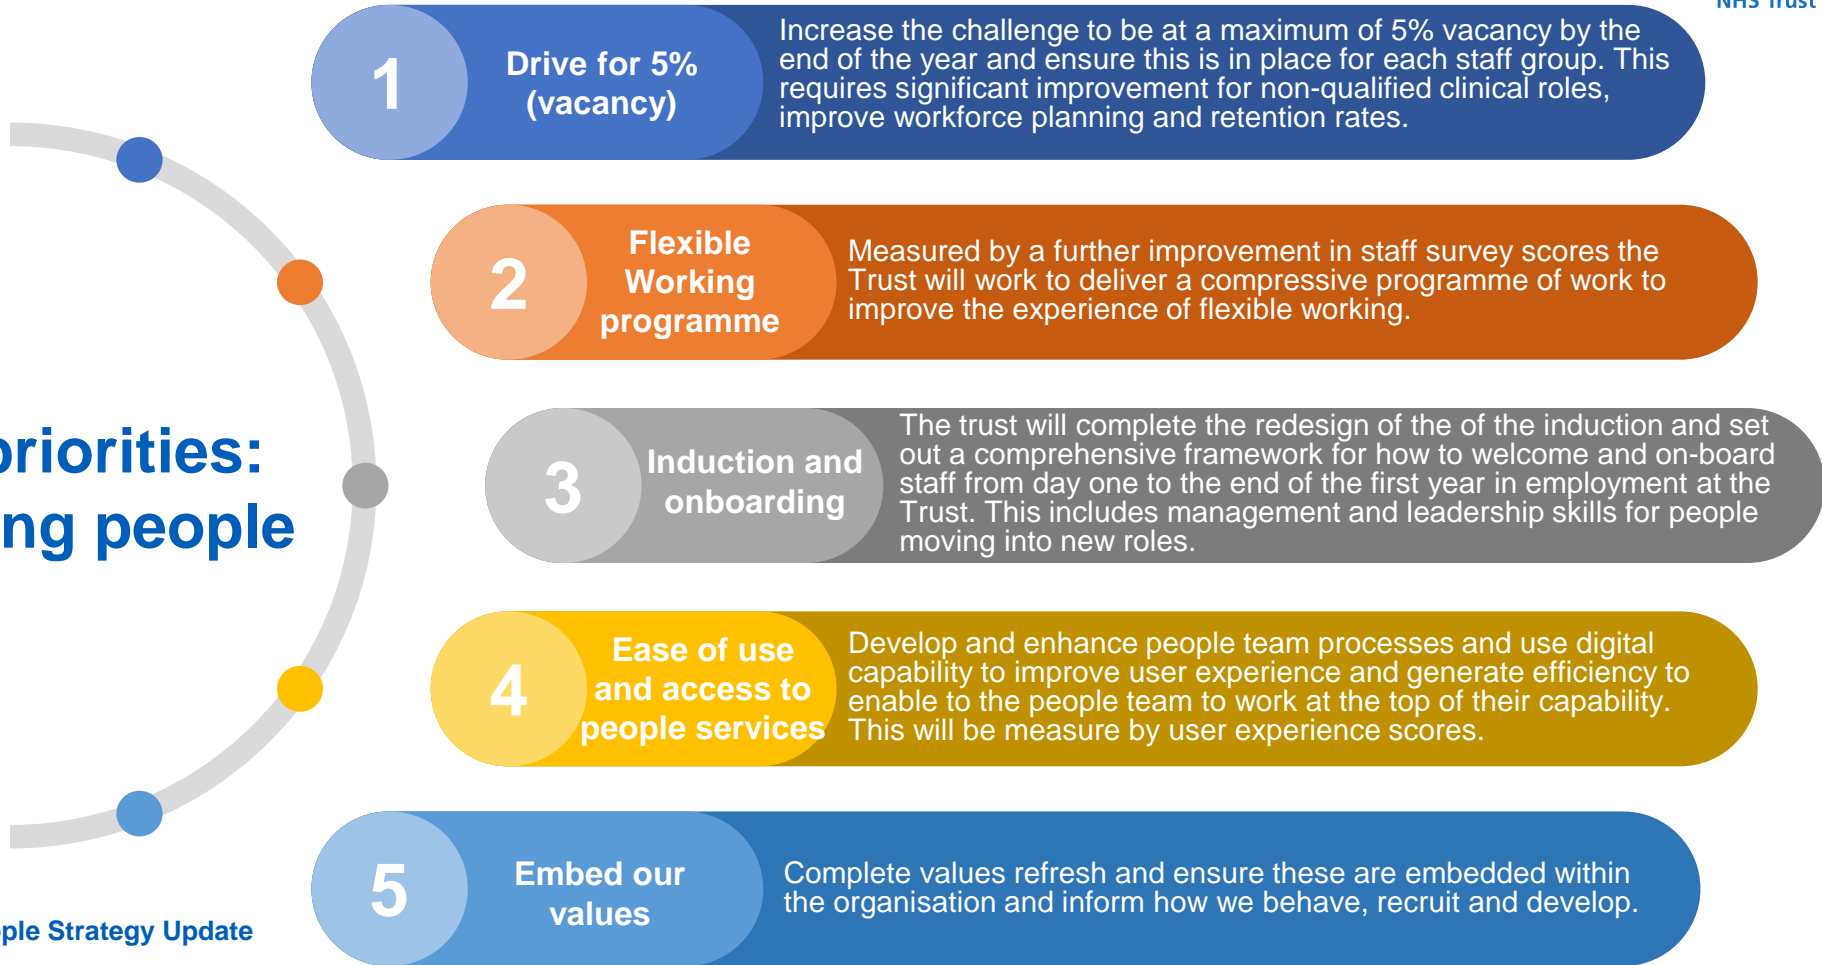 NHS Trust
1
Drive for 5%
(vacancy)
Increase the challenge to be at a maximum of 5% vacancy by the
end of the year and ensure this is in place for each staff group. This
requires significant improvement for non-qualified clinical roles,
improve workforce planning and retention rates.
2
Flexible
Working
programme
Measured by a further improvement in staff survey scores the
Trust will work to deliver a compressive programme of work to
improve the experience of flexible working.
priorities:
ng people
3
Induction and
onboarding
The trust will complete the redesign of the of the induction and set
out a comprehensive framework for how to welcome and on-board
staff from day one to the end of the first year in employment at the
Trust. This includes management and leadership skills for people
moving into new roles.
4
Ease of use
and access to
people services
Develop and enhance people team processes and use digital
capability to improve user experience and generate efficiency to
enable to the people team to work at the top of their capability.
This will be measure by user experience scores.
5
Embed our
values
Complete values refresh and ensure these are embedded within
the organisation and inform how we behave, recruit and develop.
ple Strategy Update